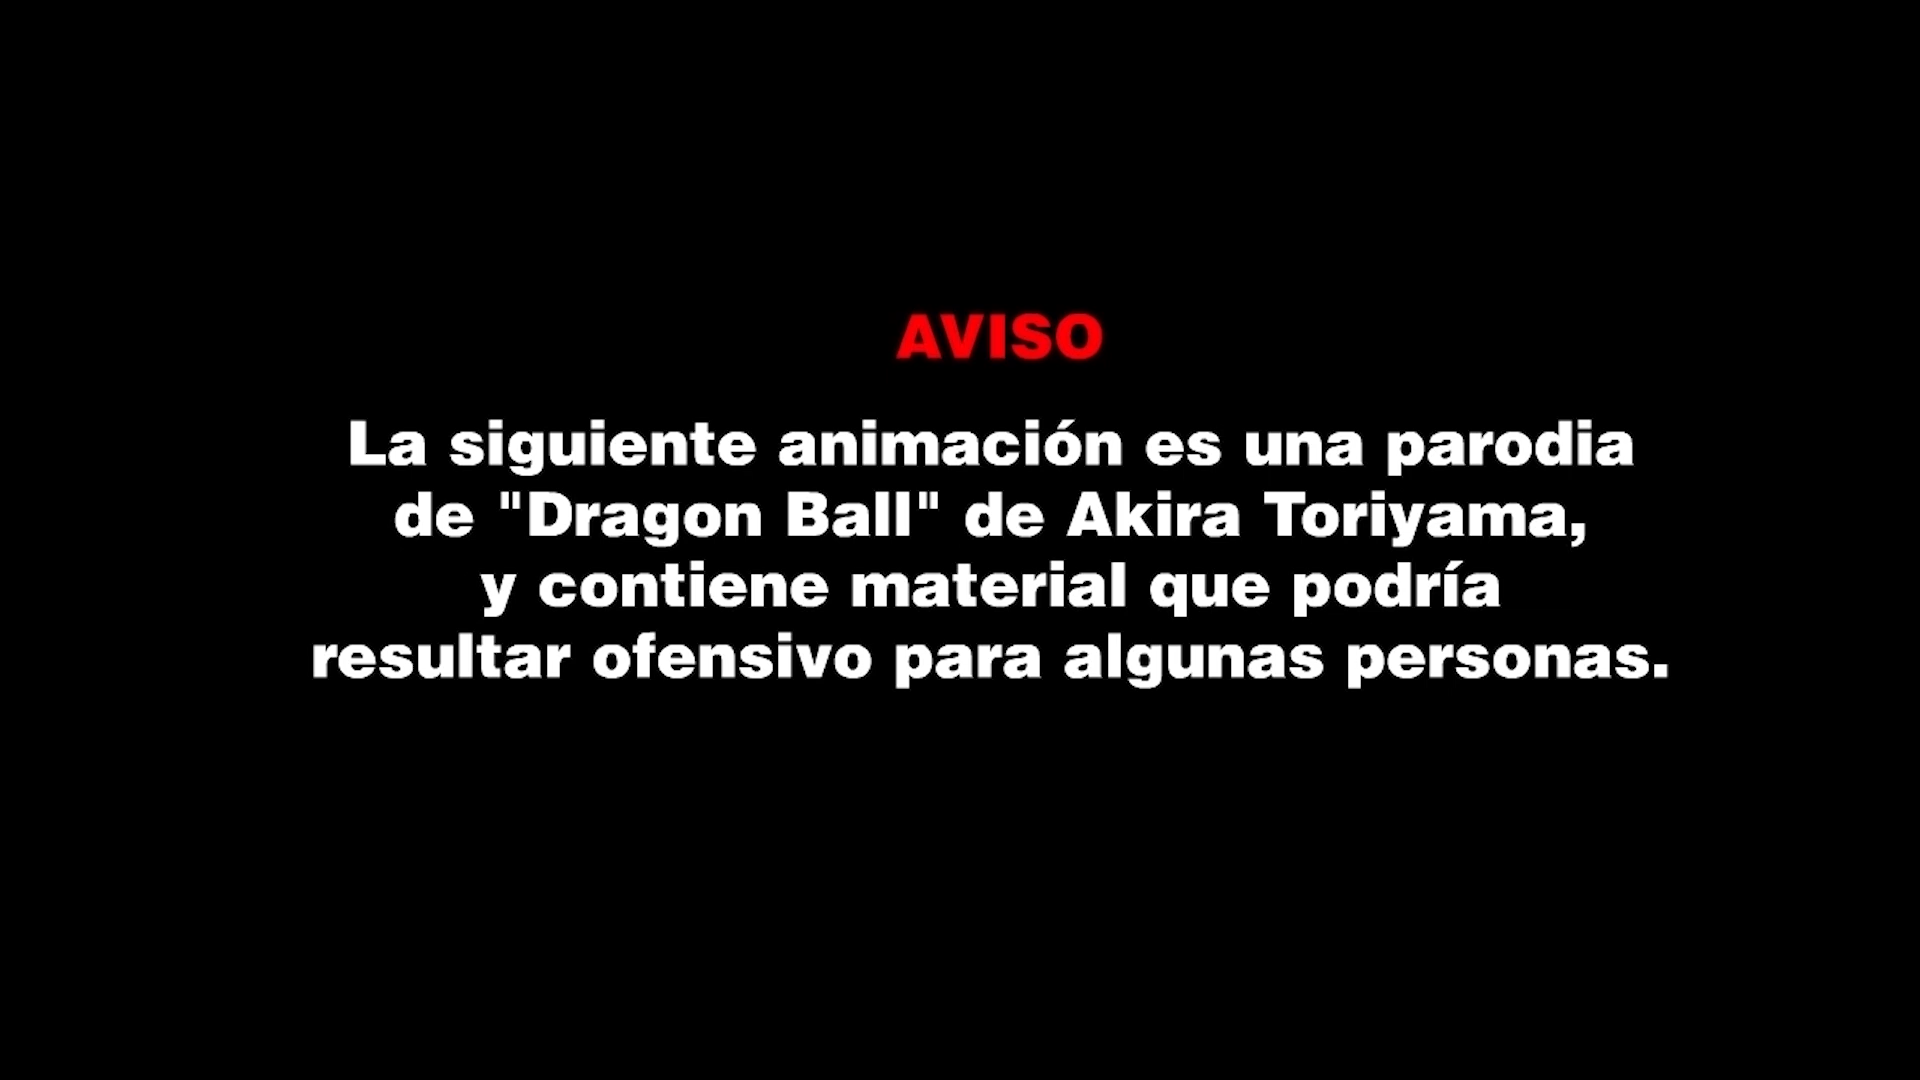 AVISO
La siguiente animación es una parodia
de "Dragon Ball" de Akira Toriyama,
y contiene material que podría
resultar ofensivo para algunas personas.